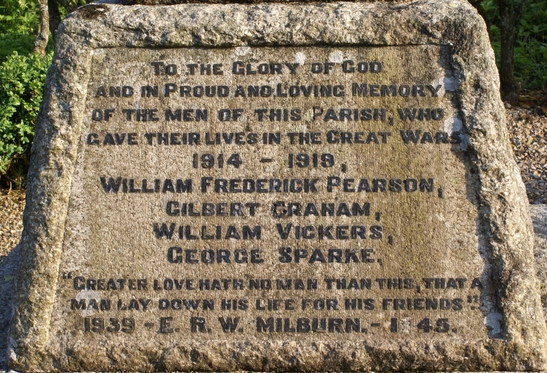 TO THE GLORY OF GOD
AND IN PROUD AND LOVING MEMORY
OF THE MEN OF THIS PARISH, WHO
GAVE THEIR LIVES IN THE GREAT WAR
1914 - 1919,
WILLIAM FREDERICK PEARSON,
GILBERT GRAHAM,
WILLIAM VICKERS,
GEORGE SPARKE.
"GREATER LOVE HATH NO MAN THAN THIS, THAT A
MAN LAY DOWN HIS LIFE FOR HIS FRIENDS."
1939 - E. R. W. MILBURN. - 1945.